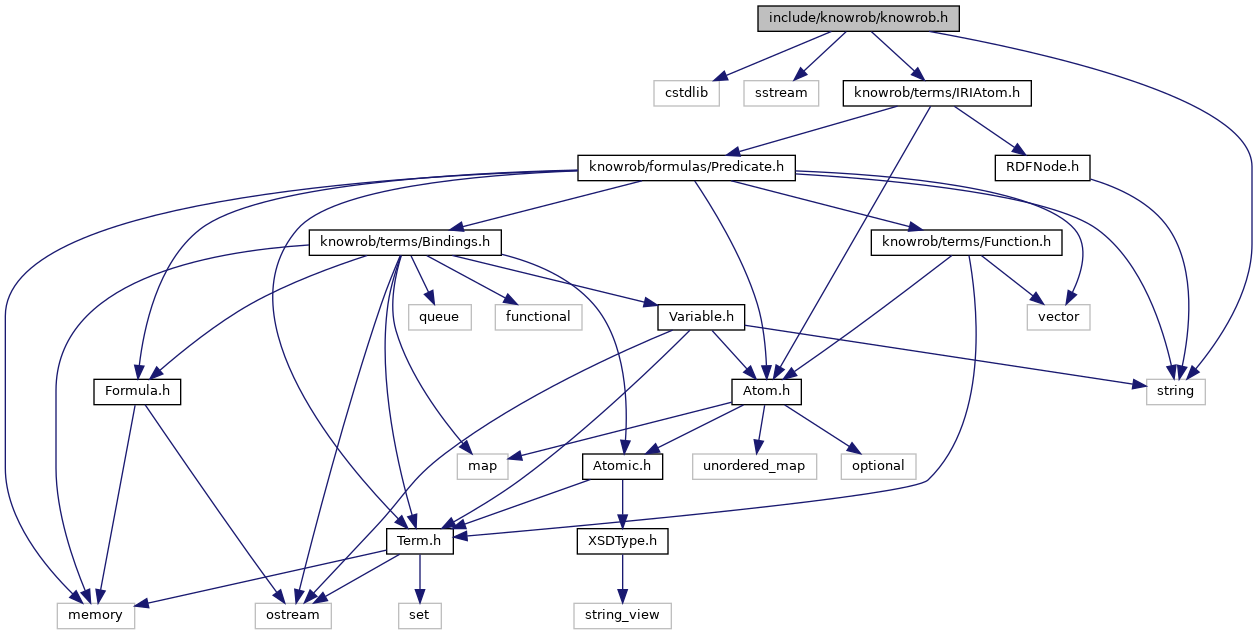 include/knowrob/knowrob.h
cstdlib
sstream
knowrob/terms/IRIAtom.h
knowrob/formulas/Predicate.h
RDFNode.h
knowrob/terms/Bindings.h
knowrob/terms/Function.h
queue
functional
Variable.h
vector
Formula.h
Atom.h
string
map
Atomic.h
unordered_map
optional
Term.h
XSDType.h
memory
ostream
set
string_view